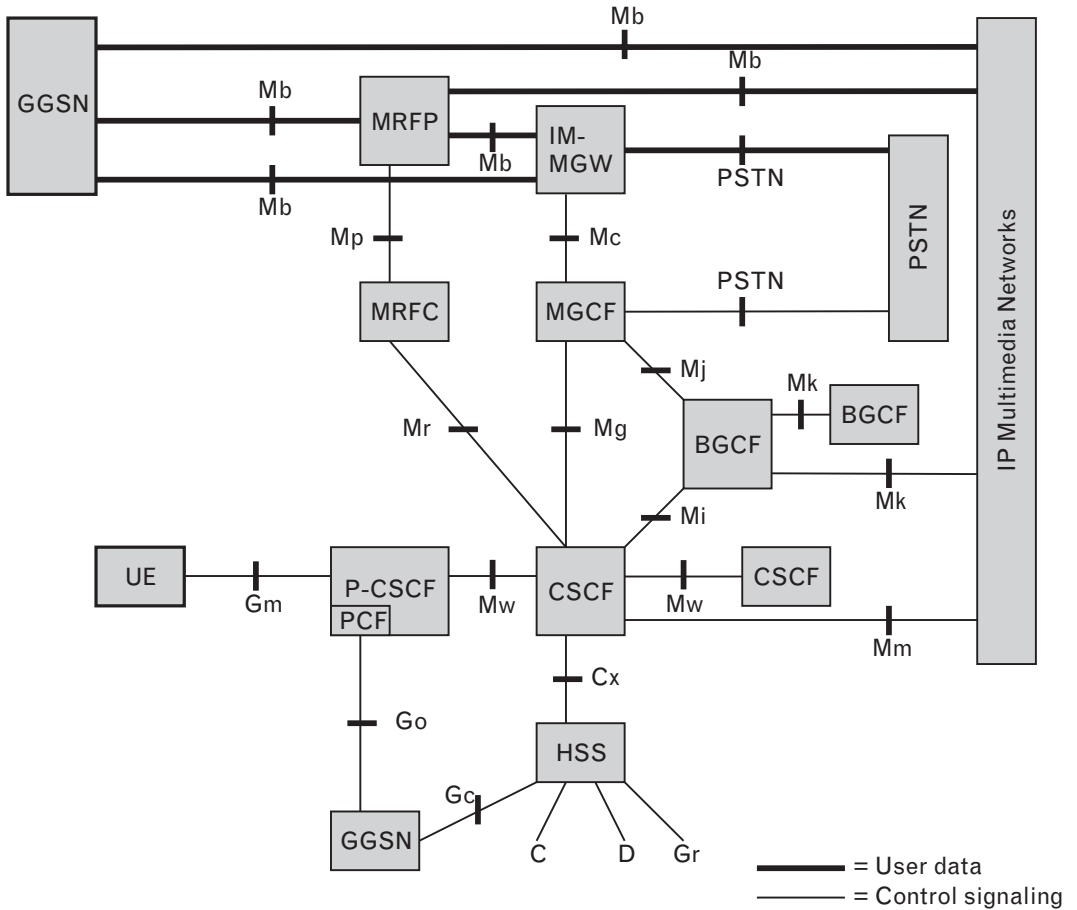 Mb
Mb
GGSN
Mb
MRFP
IM-
MGW
Mb
PSTN
Mb
Mp
Mc
PSTN
IP Multimedia Networks
PSTN
MRFC
MGCF
Mj
Mk
BGCF
Mr
Mg
BGCF
Mk
Mi
UE
Gm
P-CSCF
PCF
Mw
CSCF
Mw
CSCF
Mm
Cx
Go
HSS
Gc
GGSN
C
D
Gr
= User data
= Control signaling